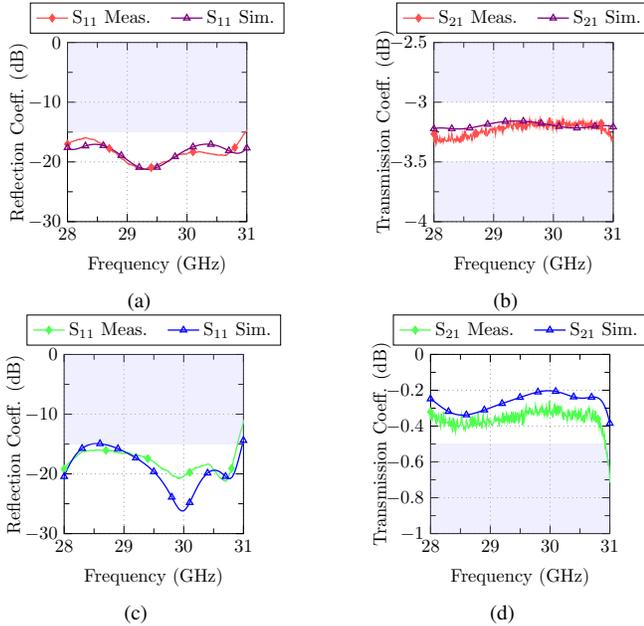 S11 Meas. S11 Sim.
Reflection Coeff. (dB)
0
−10
−20
−30
28 29 30 31
Frequency (GHz)
(a)
S21 Meas. S21 Sim.
Transmission Coeff. (dB)
−2.5
−3
−3.5
−4
28 29 30 31
Frequency (GHz)
(b)
S11 Meas. S11 Sim.
Reflection Coeff. (dB)
0
−10
−20
−30
28 29 30 31
Frequency (GHz)
(c)
S21 Meas. S21 Sim.
Transmission Coeff. (dB)
0
−0.2
−0.4
−0.6
−0.8
−1
28 29 30 31
Frequency (GHz)
(d)